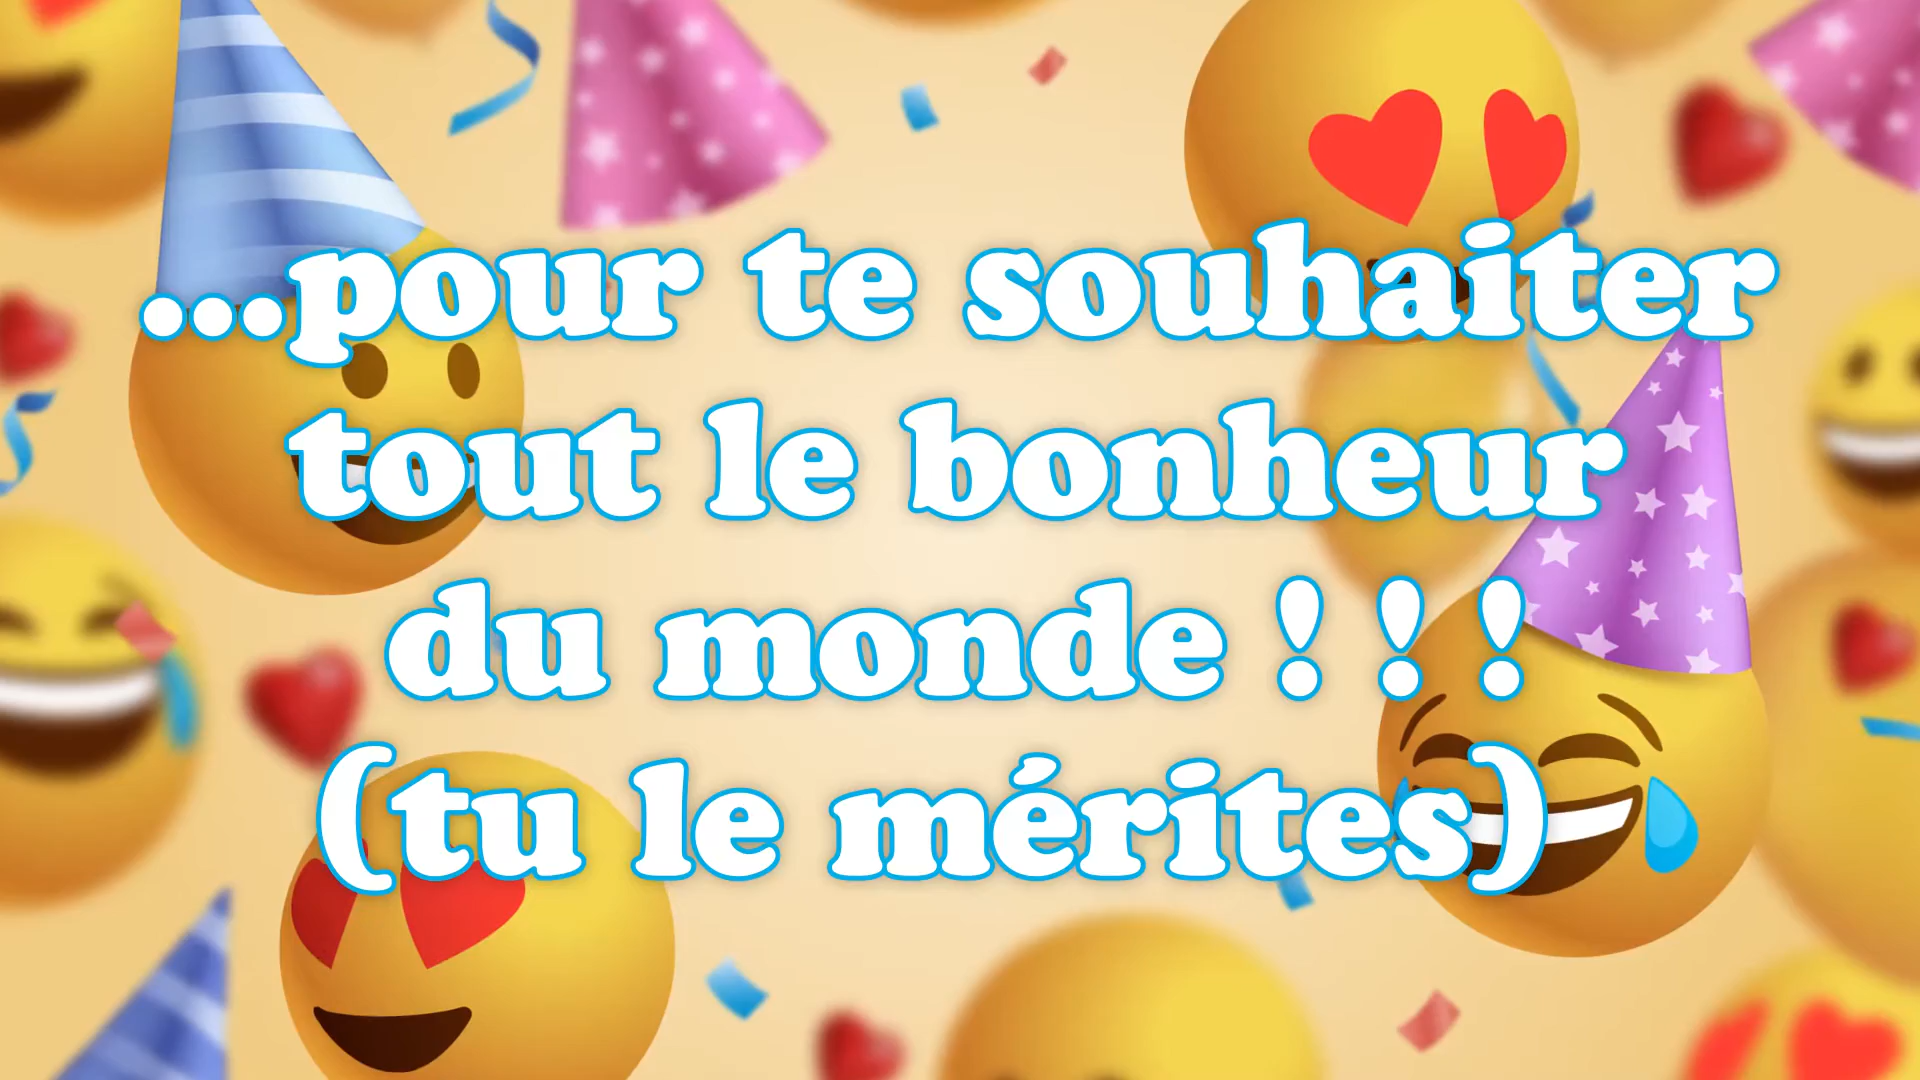 ...pour te souhaiter
tout le bonheur
du monde ! ! !
(tu le mérites)